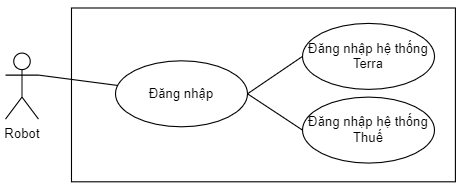 Đăng nhập hệ thống
Terra
Đăng nhập
Đăng nhập hệ thống
Thuế
Robot